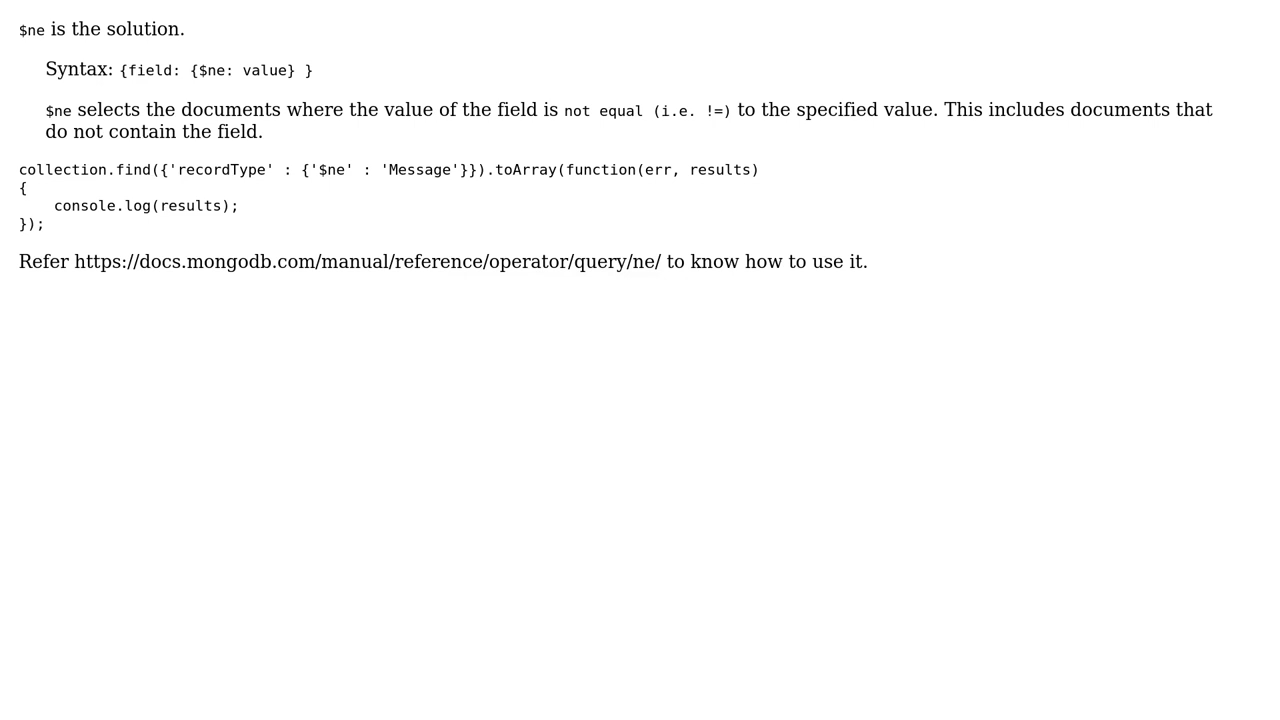 $ne is the solution.
Syntax: {field: {$ne: value} }
$ne selects the documents where the value of the field is not equal (i.e. !=) to the specified value. This includes documents that
do not contain the field.
collection.find({'recordType' : {'$ne' : 'Message'}}).toArray(function(err, results)
{
    console.log(results);
});
Refer https://docs.mongodb.com/manual/reference/operator/query/ne/ to know how to use it.